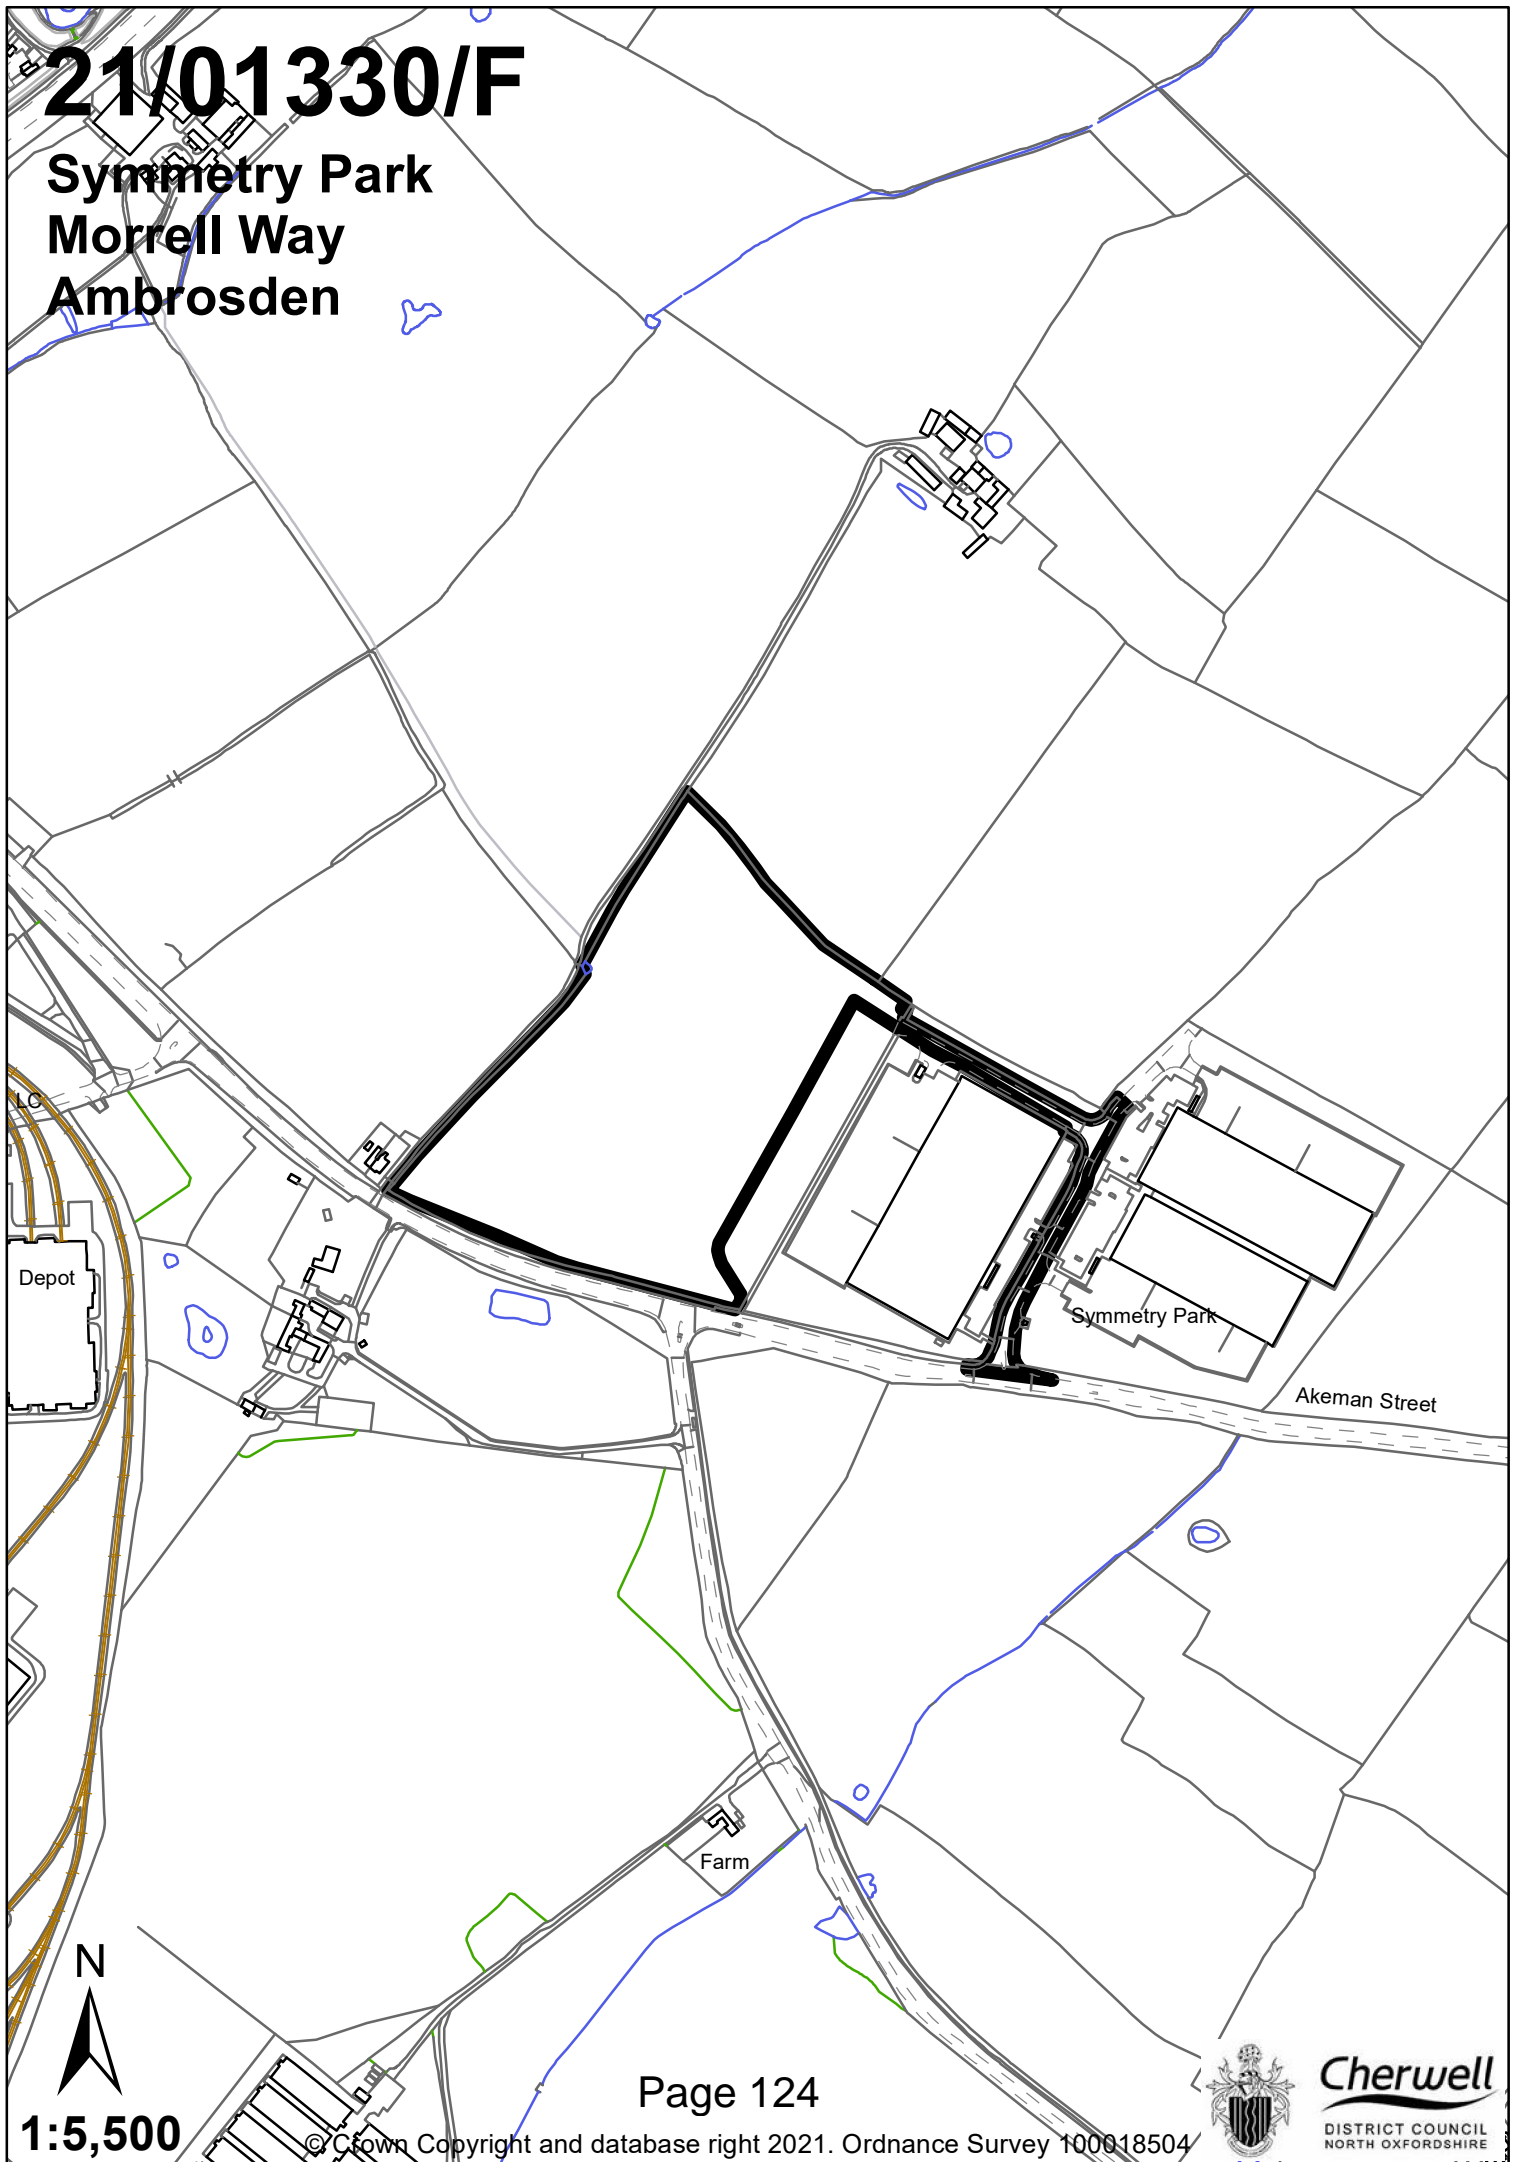 21/01330/F
Symmetry Park
Morrell Way
Ambrosden
LC
Depot
Symmetry Park
Akeman Street
Farm
N
1:5,500
Page 124
© Crown Copyright and database right 2021. Ordnance Survey 100018504
Cherwell
DISTRICT COUNCIL
NORTH OXFORDSHIRE